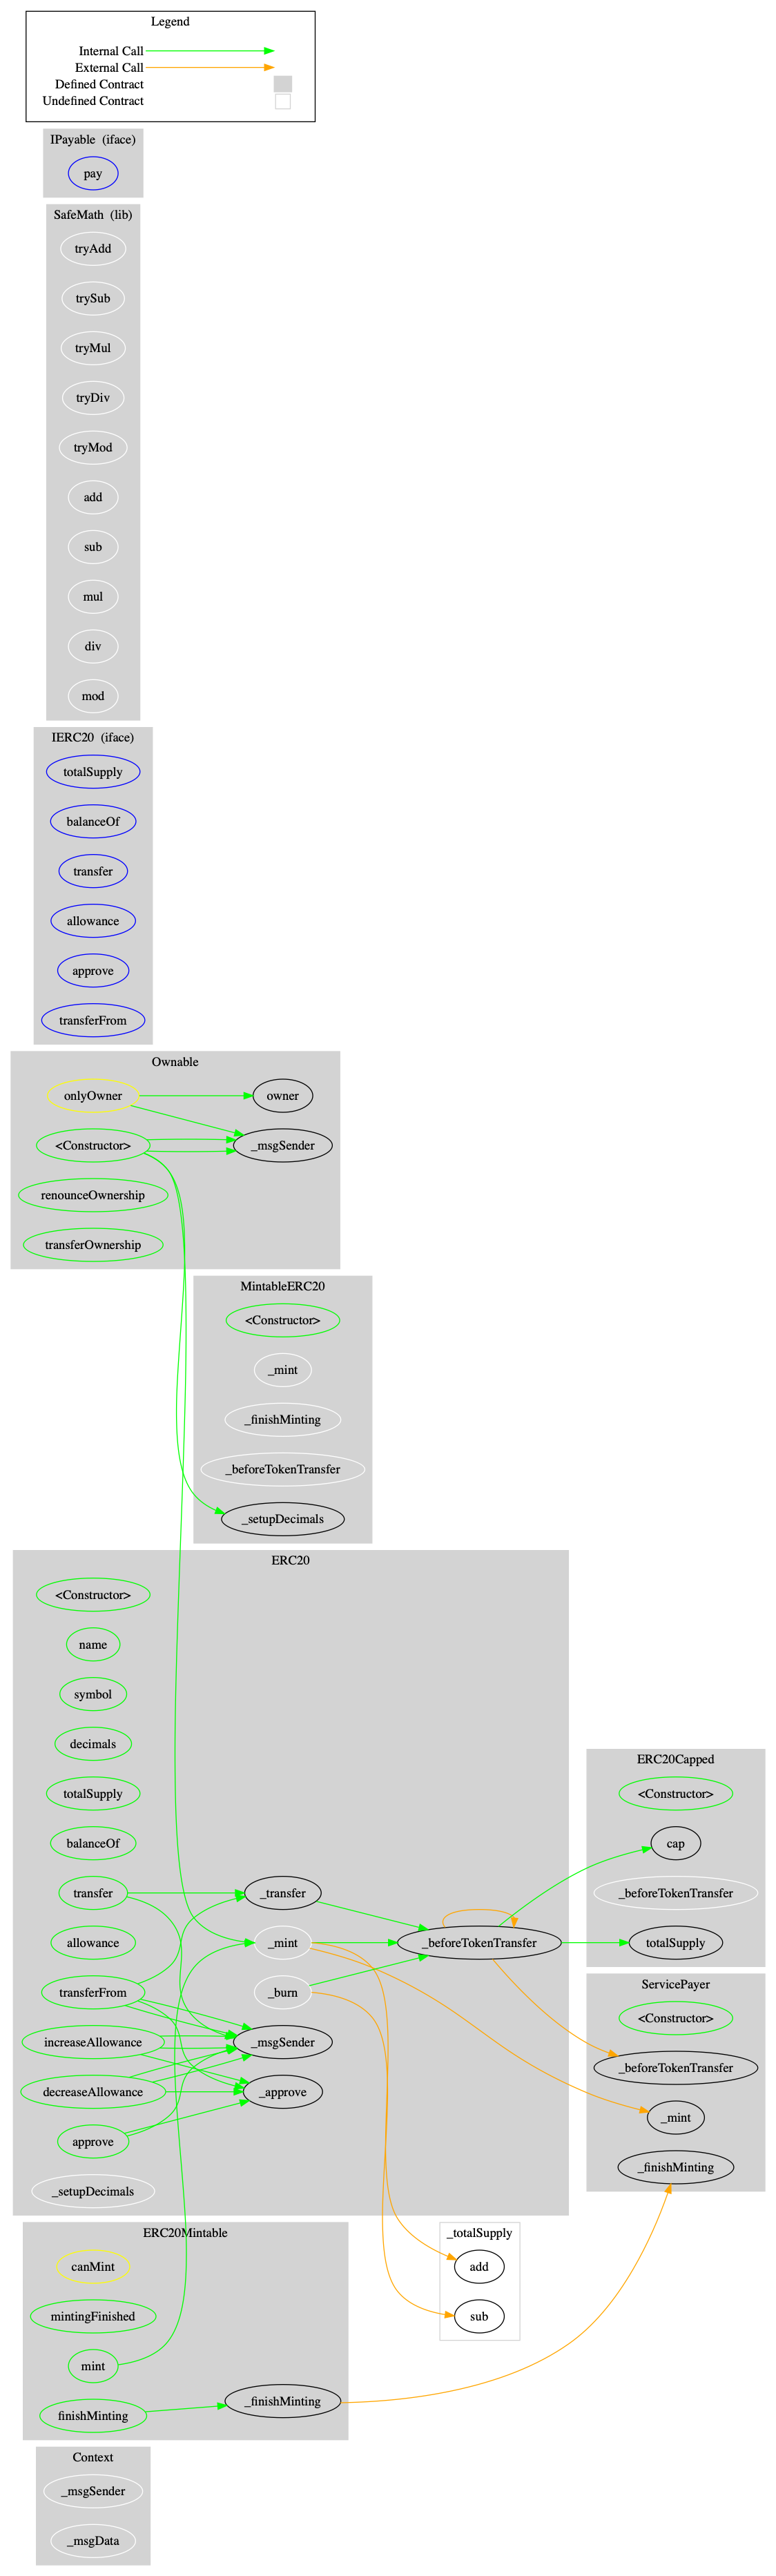 Legend
Internal Call
External Call
Defined Contract
Undefined Contract
IPayable (iface)
pay
SafeMath (lib)
tryAdd
trySub
tryMul
tryDiv
tryMod
add
sub
mul
div
mod
IERC20 (iface)
totalSupply
balanceOf
transfer
allowance
approve
transferFrom
Ownable
onlyOwner
owner
<Constructor>
_msgSender
renounceOwnership
transferOwnership
MintableERC20
<Constructor>
_mint
_finishMinting
_beforeTokenTransfer
_setupDecimals
ERC20
<Constructor>
name
symbol
decimals
totalSupply
balanceOf
transfer
_transfer
allowance
_mint
_beforeTokenTransfer
transferFrom
_burn
increaseAllowance
_msgSender
decreaseAllowance
_approve
approve
_setupDecimals
ERC20Capped
<Constructor>
cap
_beforeTokenTransfer
totalSupply
ServicePayer
<Constructor>
_beforeTokenTransfer
_mint
_finishMinting
ERC20Mintable
canMint
mintingFinished
mint
finishMinting
_finishMinting
_totalSupply
add
sub
Context
_msgSender
_msgData